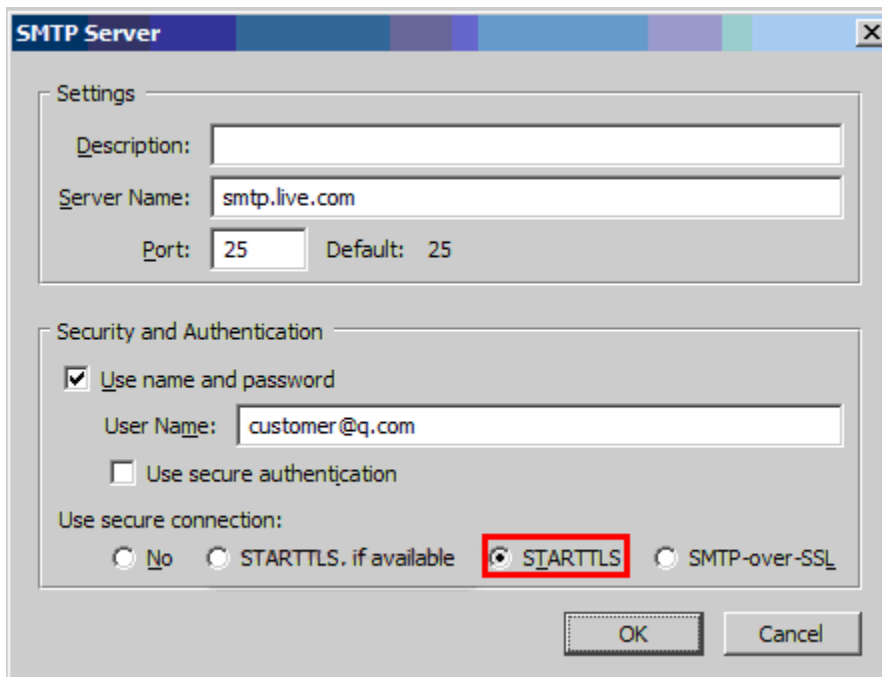 SMTP Server
Settings
Description:
Server Name: smtp.live.com
Port: 25 Default: 25
Security and Authentication
Use name and password
User Name: customer@q.com
Use secure authentication
Use secure connection:
No STARTTLS, if available STARTTLS SMTP-over-SSL
OK Cancel